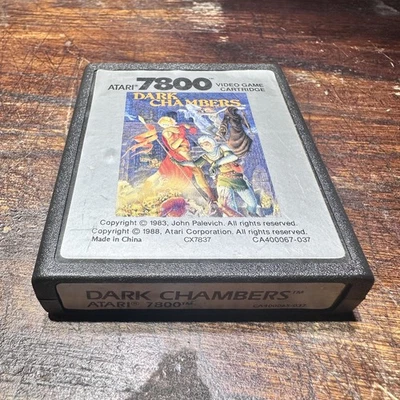 ATARI® 7800 VIDEO GAME CARTRIDGE
DARK CHAMBERS
Copyright © 1983, John Palevich. All rights reserved.
Copyright © 1988, Atari Corporation. All rights reserved.
Made in China CX7837 CA400067-037
DARK CHAMBERS™
ATARI® 7800™